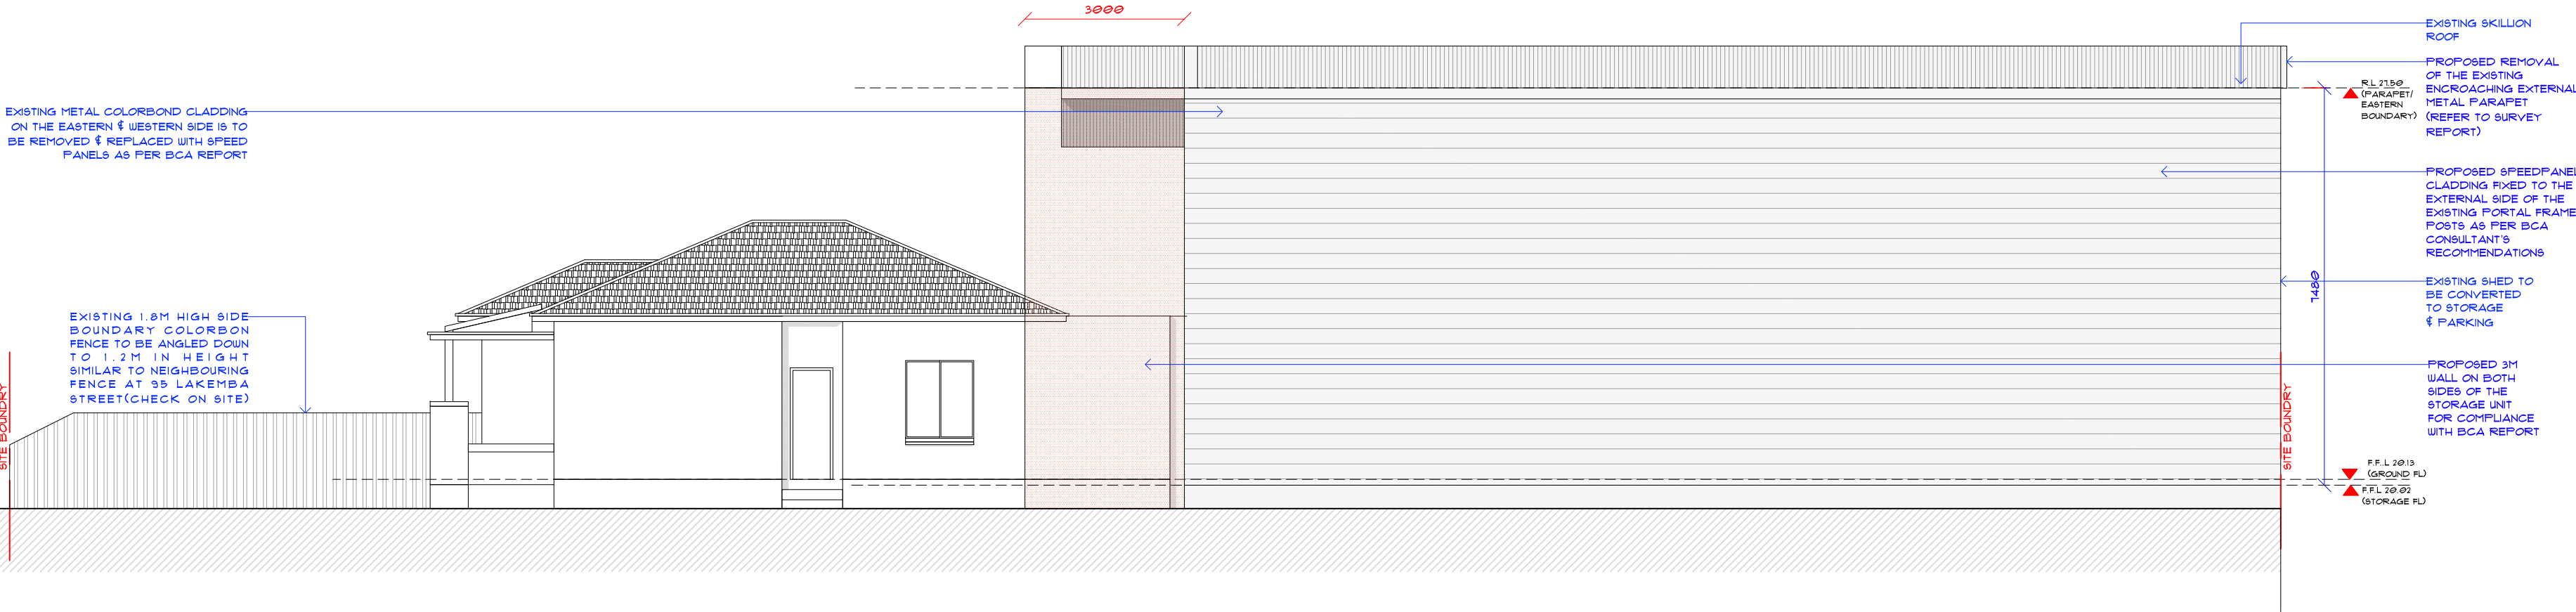 3000
EXISTING METAL COLORBOND CLADDING
ON THE EASTERN & WESTERN SIDE IS TO
BE REMOVED & REPLACED WITH SPEED
PANELS AS PER BCA REPORT
EXISTING 1.8M HIGH SIDE
BOUNDARY COLORBON
FENCE TO BE ANGLED DOWN
TO 1.2M IN HEIGHT
SIMILAR TO NEIGHBOURING
FENCE AT 95 LAKEMBA
STREET(CHECK ON SITE)
SITE BOUNDRY
EXISTING SKILLION
ROOF
PROPOSED REMOVAL
OF THE EXISTING
ENCROACHING EXTERNAL
METAL PARAPET
(REFER TO SURVEY
REPORT)
R.L 27.50
(PARAPET/
EASTERN
BOUNDARY)
PROPOSED SPEEDPANEL
CLADDING FIXED TO THE
EXTERNAL SIDE OF THE
EXISTING PORTAL FRAME
POSTS AS PER BCA
CONSULTANT'S
RECOMMENDATIONS
7480
EXISTING SHED TO
BE CONVERTED
TO STORAGE
& PARKING
PROPOSED 3M
WALL ON BOTH
SIDES OF THE
STORAGE UNIT
FOR COMPLIANCE
WITH BCA REPORT
SITE BOUNDRY
F.F..L 20.13
(GROUND FL)
F.F.L 20.02
(STORAGE FL)